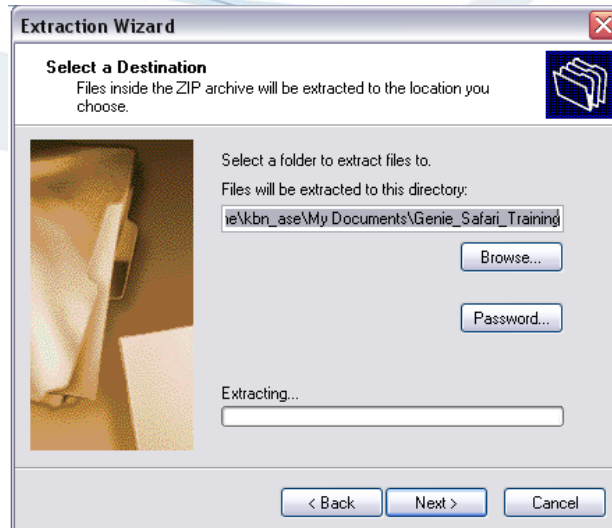 Extraction Wizard
Select a Destination
Files inside the ZIP archive will be extracted to the location you
choose.
Select a folder to extract files to.
Files will be extracted to this directory:
ne\kbn_ase\My Documents\Genie_Safari_Training
Browse...
Password...
Extracting...
< Back
Next >
Cancel